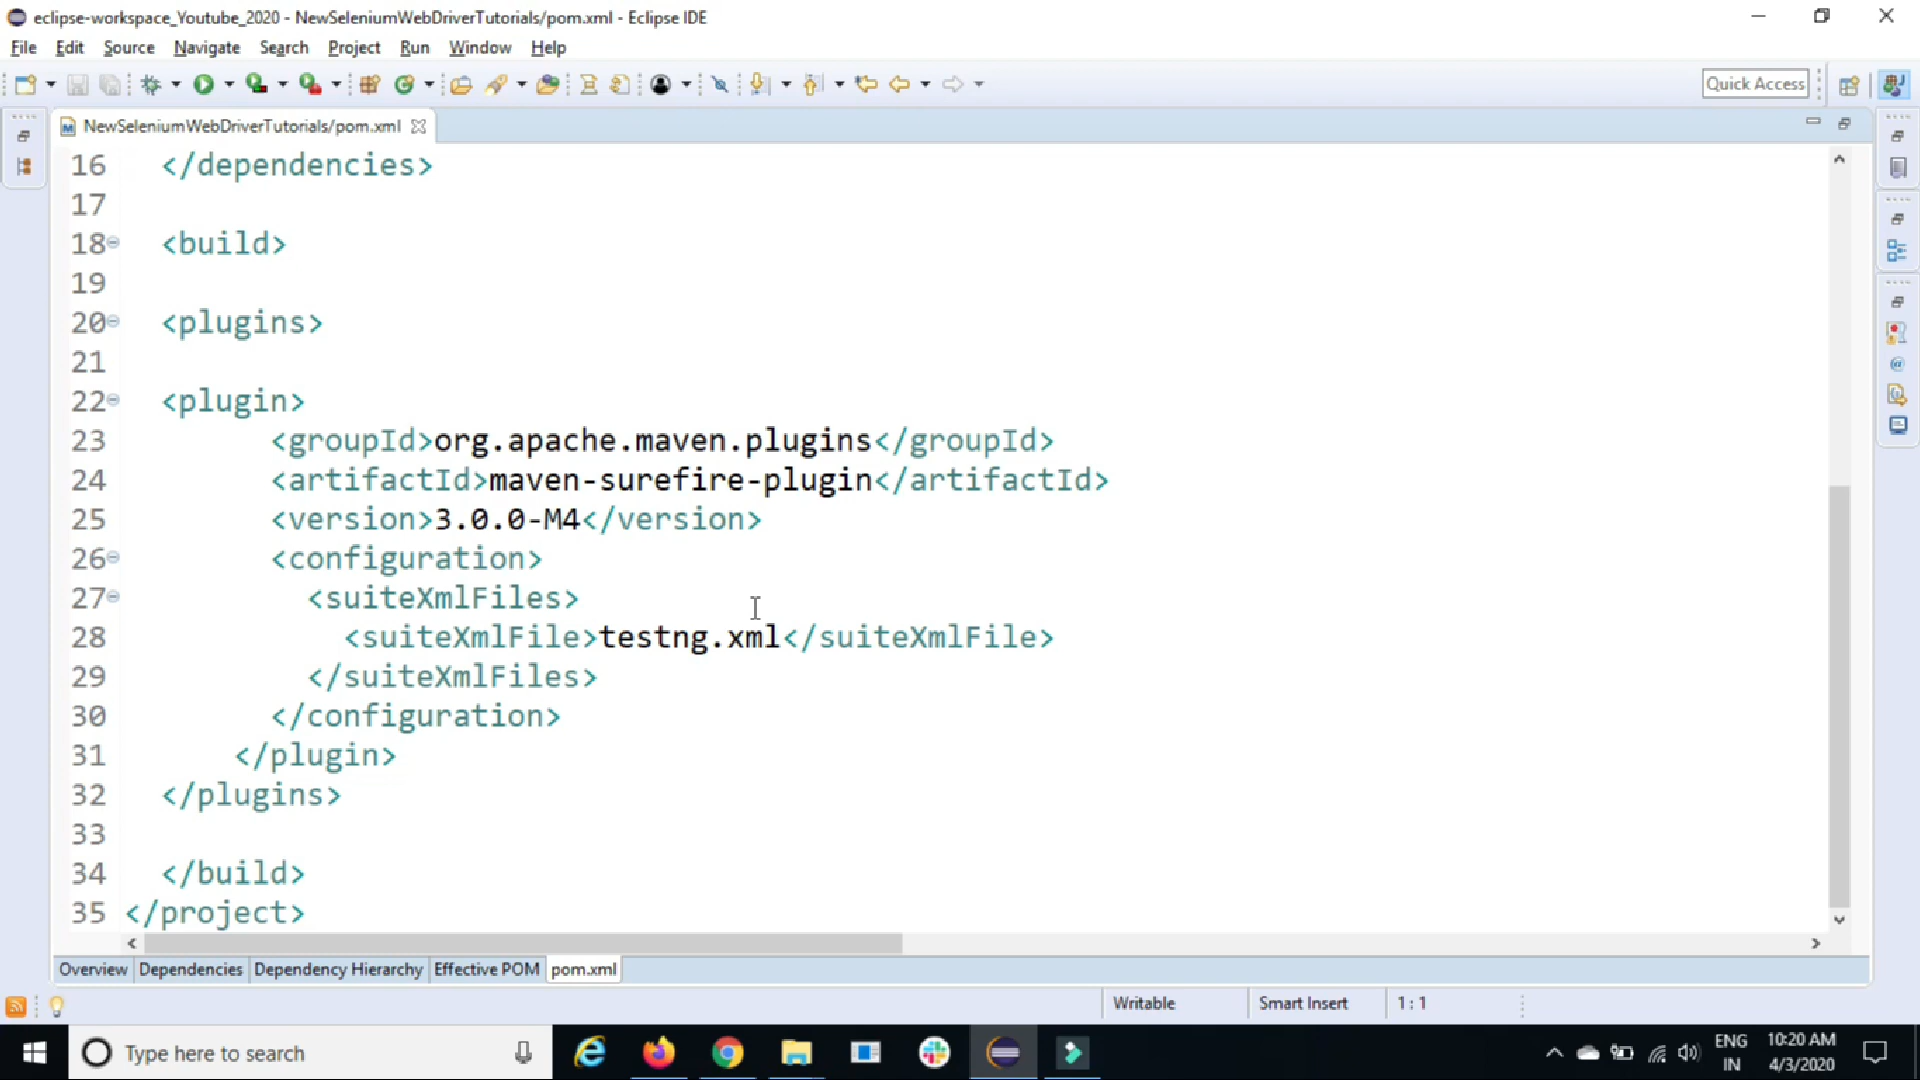 eclipse-workspace_Youtube_2020 - NewSeleniumWebDriverTutorials/pom.xml - Eclipse IDE
File Edit Source Navigate Search Project Run Window Help
Quick Access
NewSeleniumWebDriverTutorials/pom.xml
16 </dependencies>
17
18 <build>
19
20 <plugins>
21
22 <plugin>
23 <groupId>org.apache.maven.plugins</groupId>
24 <artifactId>maven-surefire-plugin</artifactId>
25 <version>3.0.0-M4</version>
26 <configuration>
27 <suiteXmlFiles>
28 <suiteXmlFile>testng.xml</suiteXmlFile>
29 </suiteXmlFiles>
30 </configuration>
31 </plugin>
32 </plugins>
33
34 </build>
35 </project>
Overview Dependencies Dependency Hierarchy Effective POM pom.xml
Writable Smart Insert 1 : 1
Type here to search
ENG 10:20 AM
IN 4/3/2020